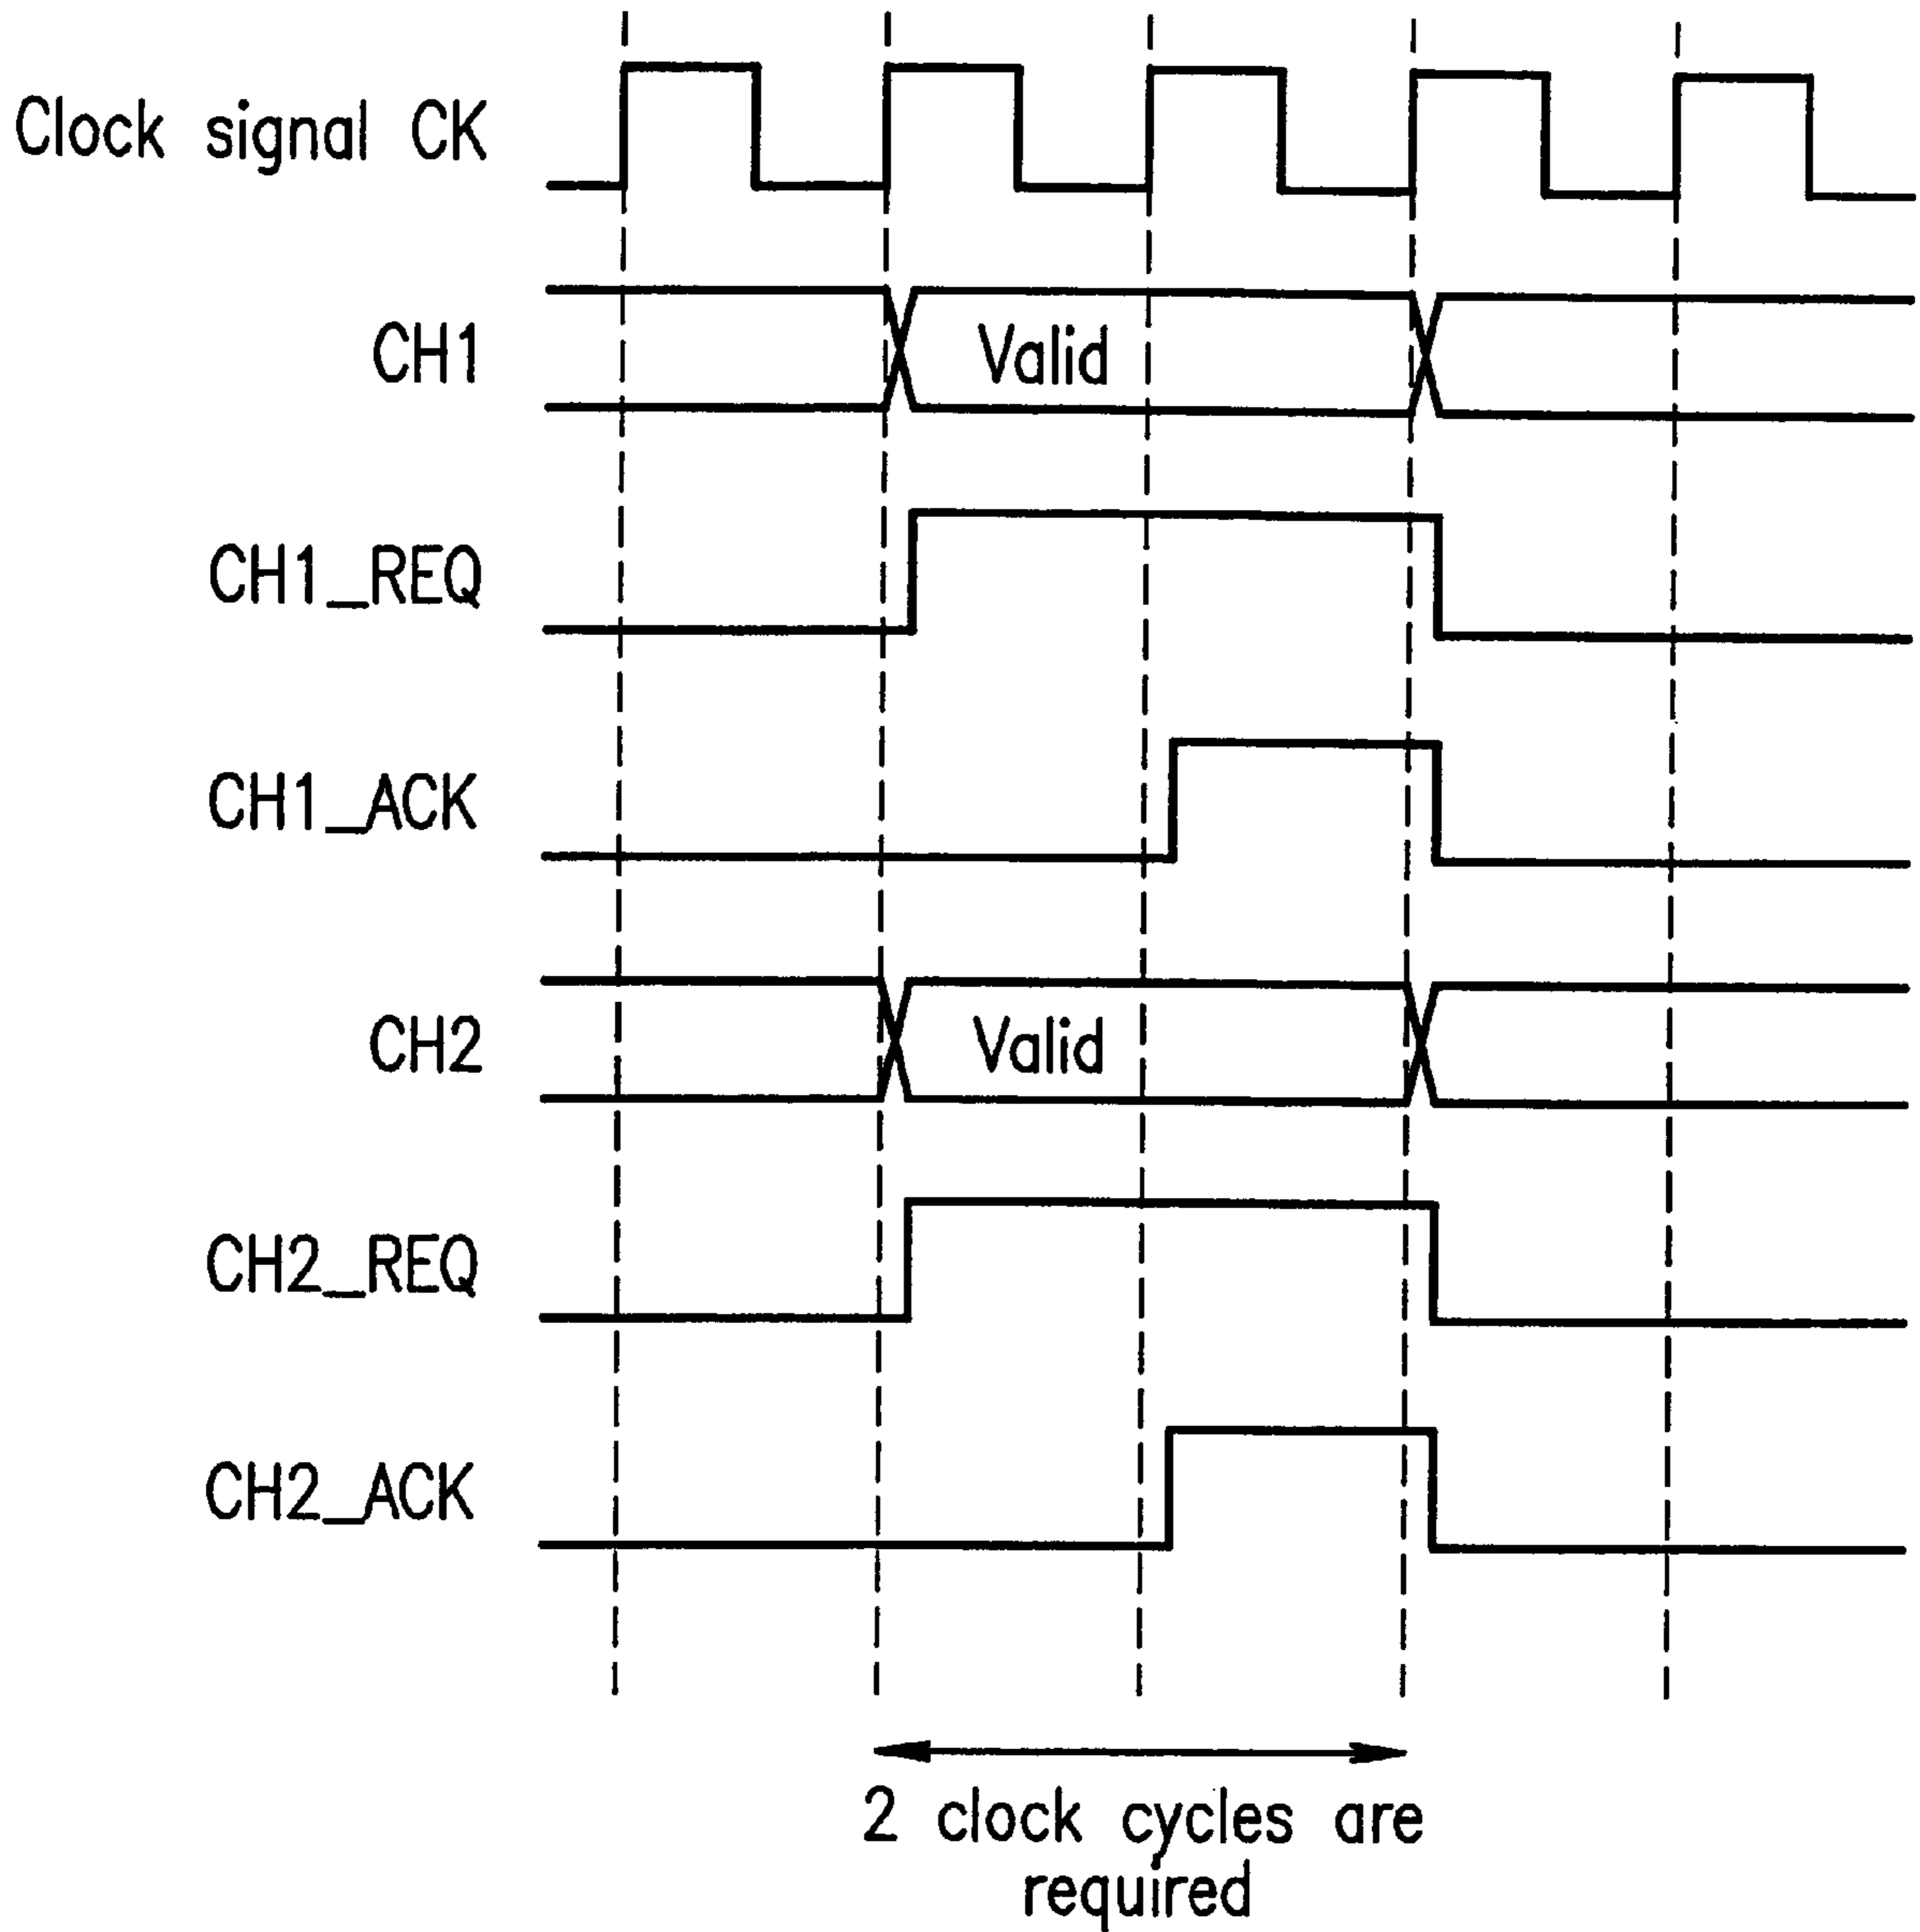 Clock signal CK
CH1
Valid
CH1_REQ
CH1_ACK
CH2
Valid
CH2_REQ
CH2_ACK
2 clock cycles are
required